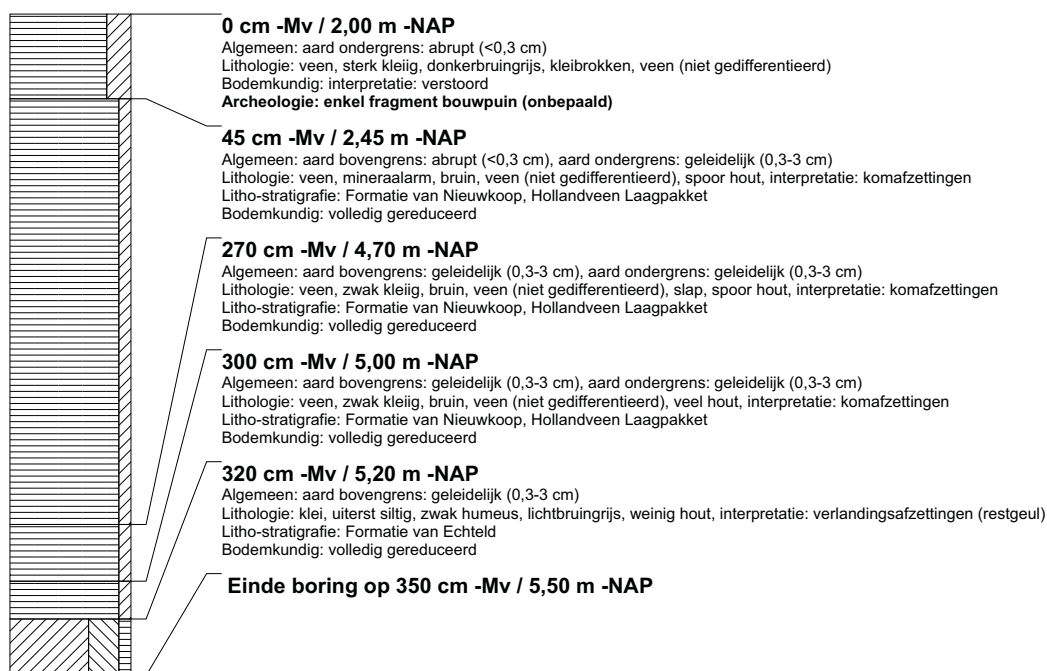 0 cm -Mv / 2,00 m -NAP
Algemeen: aard ondergrens: abrupt (<0,3 cm)
Lithologie: veen, sterk kleiig, donkerbruingrijs, kleibrokken, veen (niet gedifferentieerd)
Bodemkundig: interpretatie: verstoord
Archeologie: enkel fragment bouwpuin (onbepaald)
45 cm -Mv / 2,45 m -NAP
Algemeen: aard bovengrens: abrupt (<0,3 cm), aard ondergrens: geleidelijk (0,3-3 cm)
Lithologie: veen, mineraalarm, bruin, veen (niet gedifferentieerd), spoor hout, interpretatie: komafzettingen
Litho-stratigrafie: Formatie van Nieuwkoop, Hollandveen Laagpakket
Bodemkundig: volledig gereduceerd
270 cm -Mv / 4,70 m -NAP
Algemeen: aard bovengrens: geleidelijk (0,3-3 cm), aard ondergrens: geleidelijk (0,3-3 cm)
Lithologie: veen, zwak kleiig, bruin, veen (niet gedifferentieerd), slap, spoor hout, interpretatie: komafzettingen
Litho-stratigrafie: Formatie van Nieuwkoop, Hollandveen Laagpakket
Bodemkundig: volledig gereduceerd
300 cm -Mv / 5,00 m -NAP
Algemeen: aard bovengrens: geleidelijk (0,3-3 cm), aard ondergrens: geleidelijk (0,3-3 cm)
Lithologie: veen, zwak kleiig, bruin, veen (niet gedifferentieerd), veel hout, interpretatie: komafzettingen
Litho-stratigrafie: Formatie van Nieuwkoop, Hollandveen Laagpakket
Bodemkundig: volledig gereduceerd
320 cm -Mv / 5,20 m -NAP
Algemeen: aard bovengrens: geleidelijk (0,3-3 cm)
Lithologie: klei, uiterst siltig, zwak humeus, lichtbruingrijs, weinig hout, interpretatie: verlandingsafzettingen (restgeul)
Litho-stratigrafie: Formatie van Echteld
Bodemkundig: volledig gereduceerd
Einde boring op 350 cm -Mv / 5,50 m -NAP